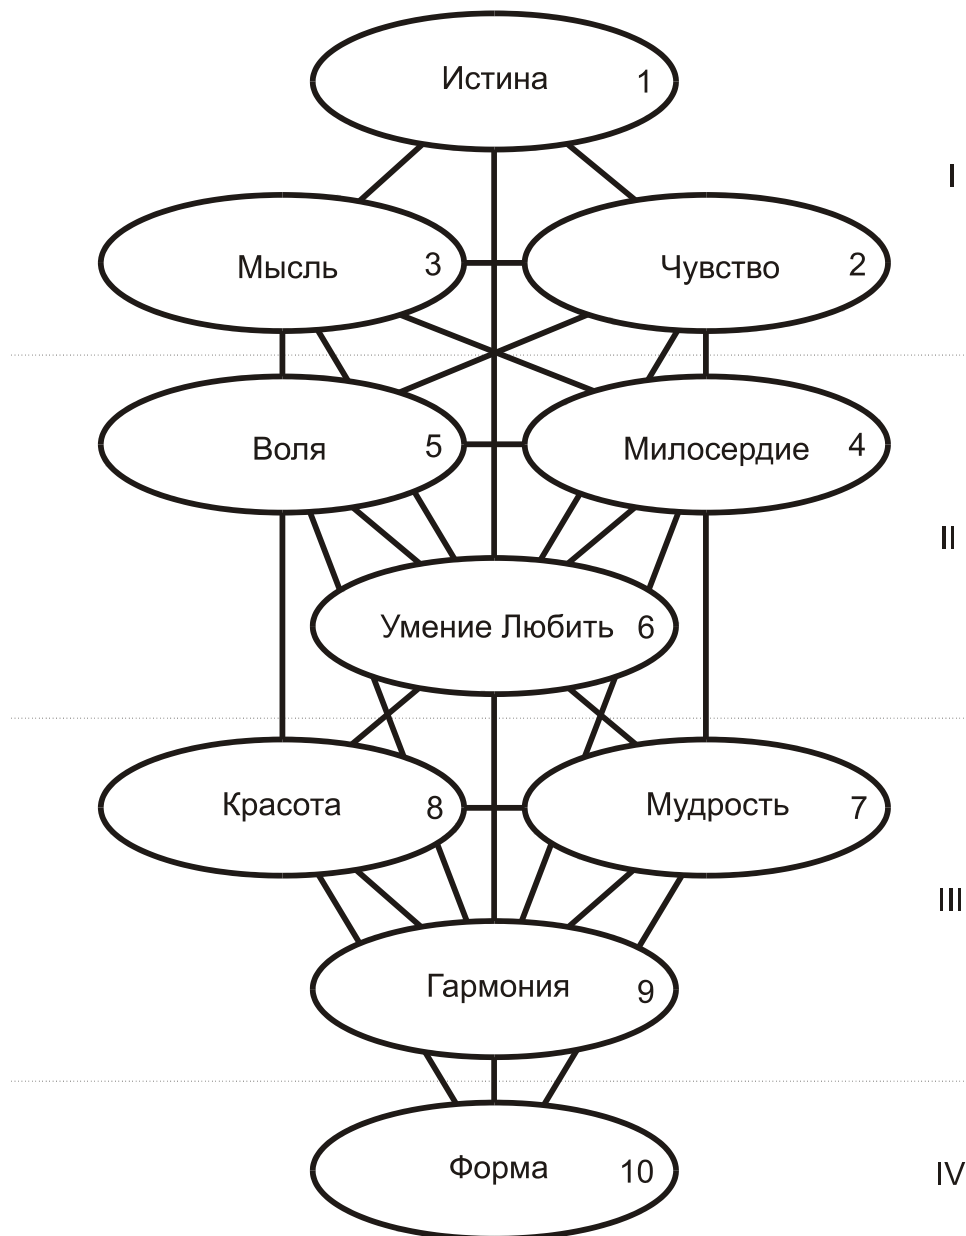 Истина 1
I
Мысль 3
Чувство 2
Воля 5
Милосердие 4
II
Умение Любить 6
Красота 8
Мудрость 7
III
Гармония 9
Форма 10
IV